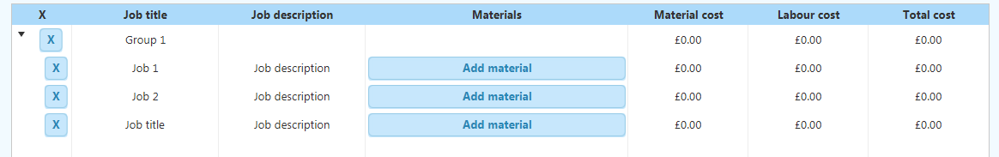 X Job title Job description Materials Material cost Labour cost Total cost
X Group 1 £0.00 £0.00 £0.00
X Job 1 Job description Add material £0.00 £0.00 £0.00
X Job 2 Job description Add material £0.00 £0.00 £0.00
X Job title Job description Add material £0.00 £0.00 £0.00